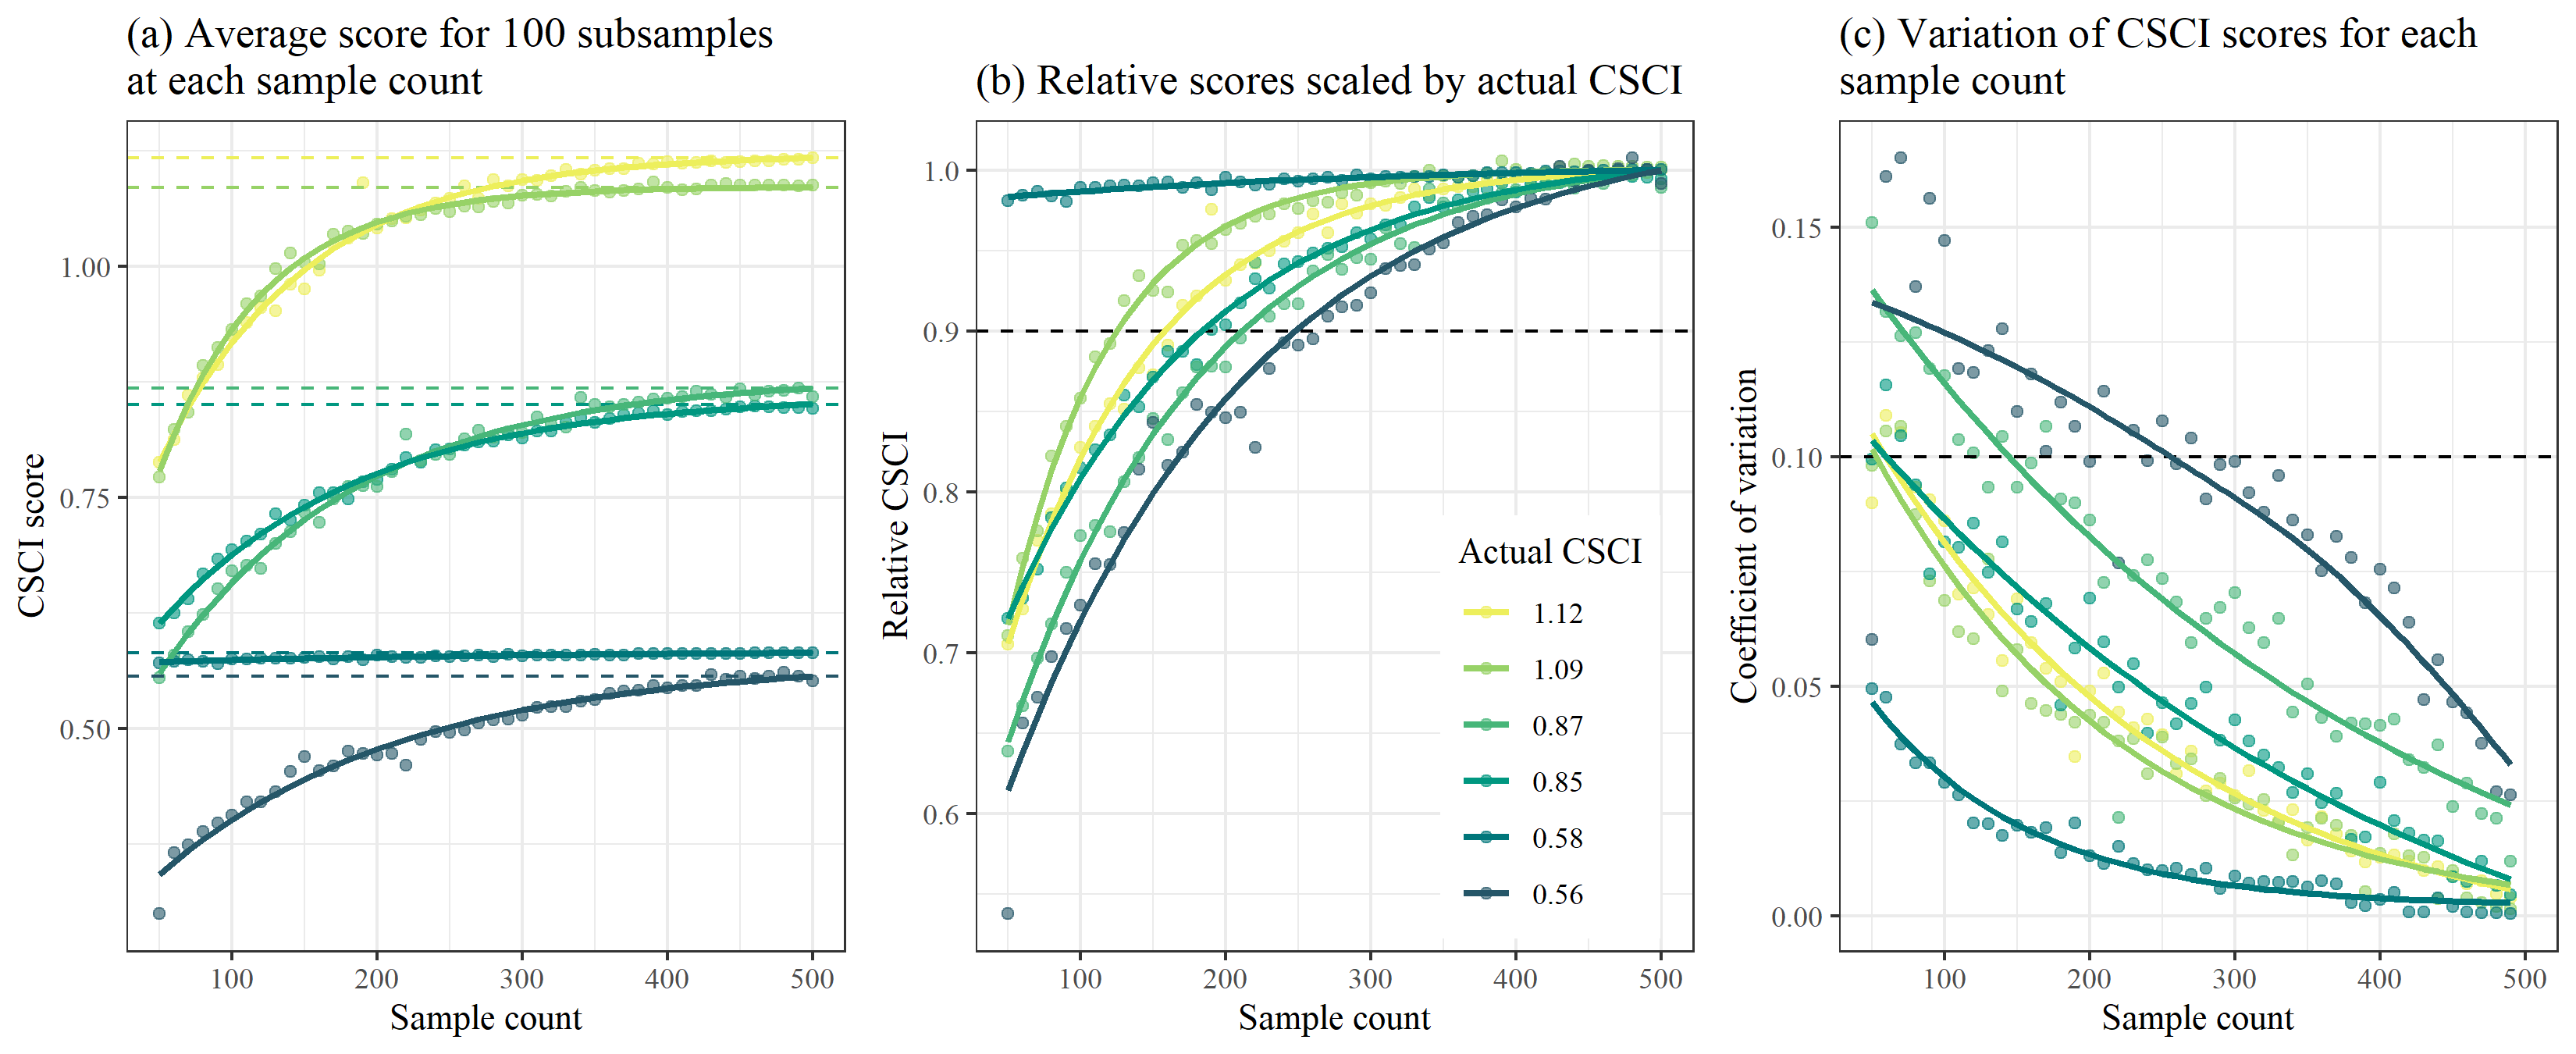 (a) Average score for 100 subsamples
at each sample count
CSCI score
1.00
0.75
0.50
100 200 300 400 500
Sample count
(b) Relative scores scaled by actual CSCI
Relative CSCI
1.0
0.9
0.8
0.7
0.6
100 200 300 400 500
Sample count
Actual CSCI
1.12
1.09
0.87
0.85
0.58
0.56
(c) Variation of CSCI scores for each
sample count
Coefficient of variation
0.15
0.10
0.05
0.00
100 200 300 400 500
Sample count